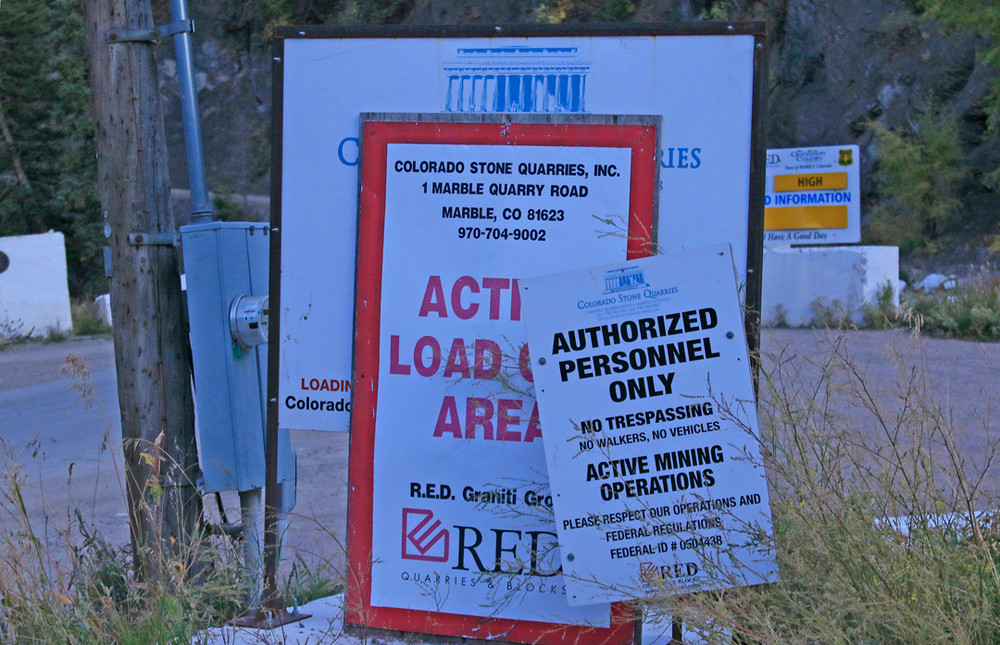 C
RIES
LOADIN
Colorado
COLORADO STONE QUARRIES, INC.
1 MARBLE QUARRY ROAD
MARBLE, CO 81623
970-704-9002
ACTI
LOAD O
AREA
R.E.D. Graniti Gro
RED
QUARRIES & BLOCKS
COLORADO STONE QUARRIES
AUTHORIZED
PERSONNEL
ONLY
NO TRESPASSING
NO WALKERS, NO VEHICLES
ACTIVE MINING
OPERATIONS
PLEASE RESPECT OUR OPERATIONS AND
FEDERAL REGULATIONS
FEDERAL ID # 0504438
RED
ED.
HIGH
O INFORMATION
Have A Good Day